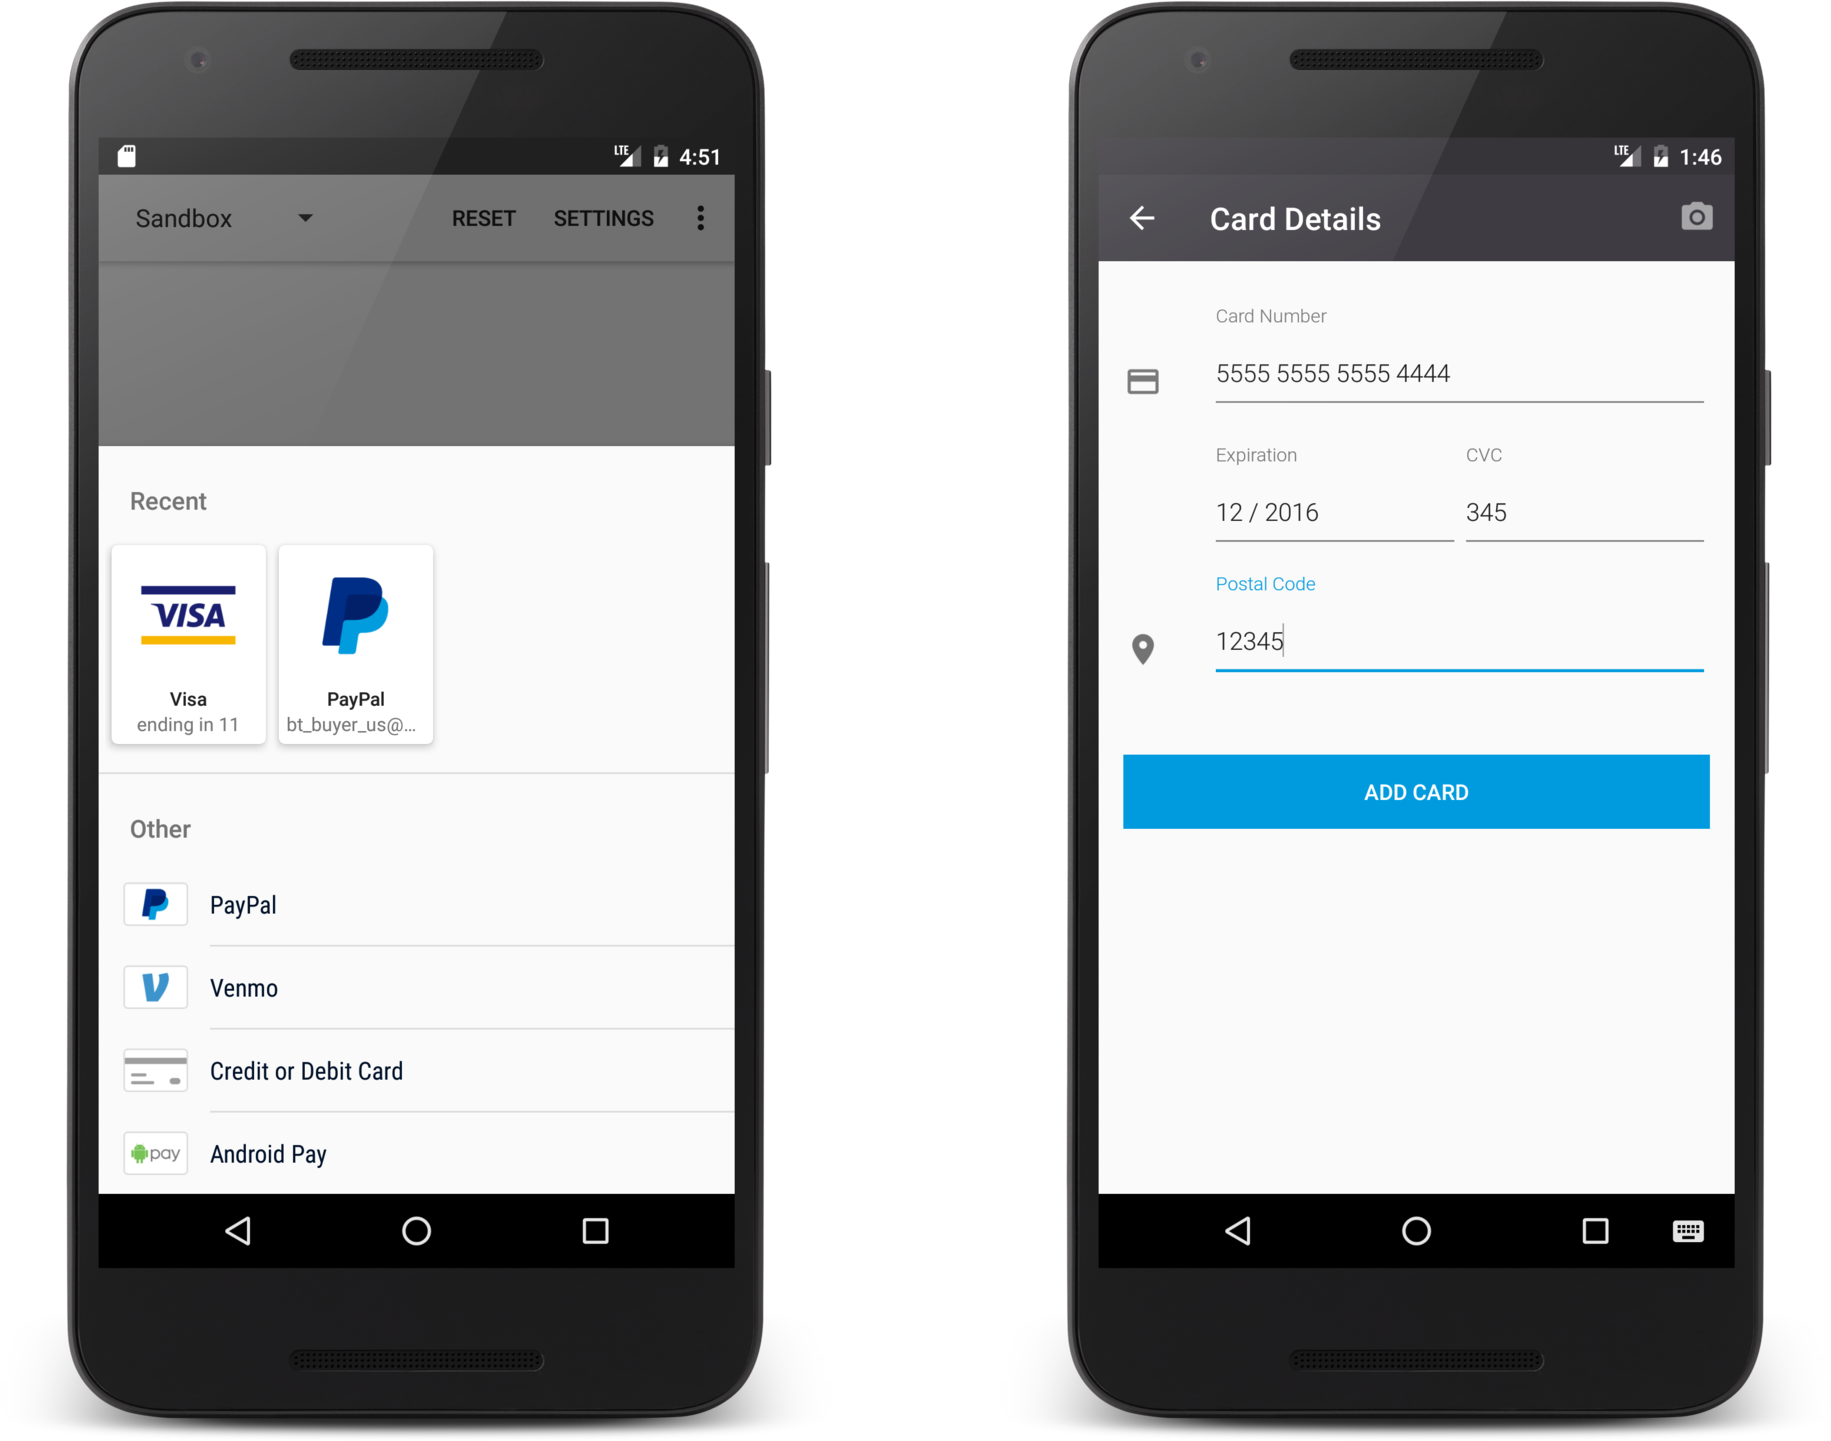 LTE 4:51
Sandbox RESET SETTINGS
Recent
VISA
Visa PayPal
ending in 11 bt_buyer_us@...
Other
PayPal
Venmo
Credit or Debit Card
pay Android Pay
LTE 1:46
Card Details
Card Number
5555 5555 5555 4444
Expiration CVC
12 / 2016 345
Postal Code
12345
ADD CARD